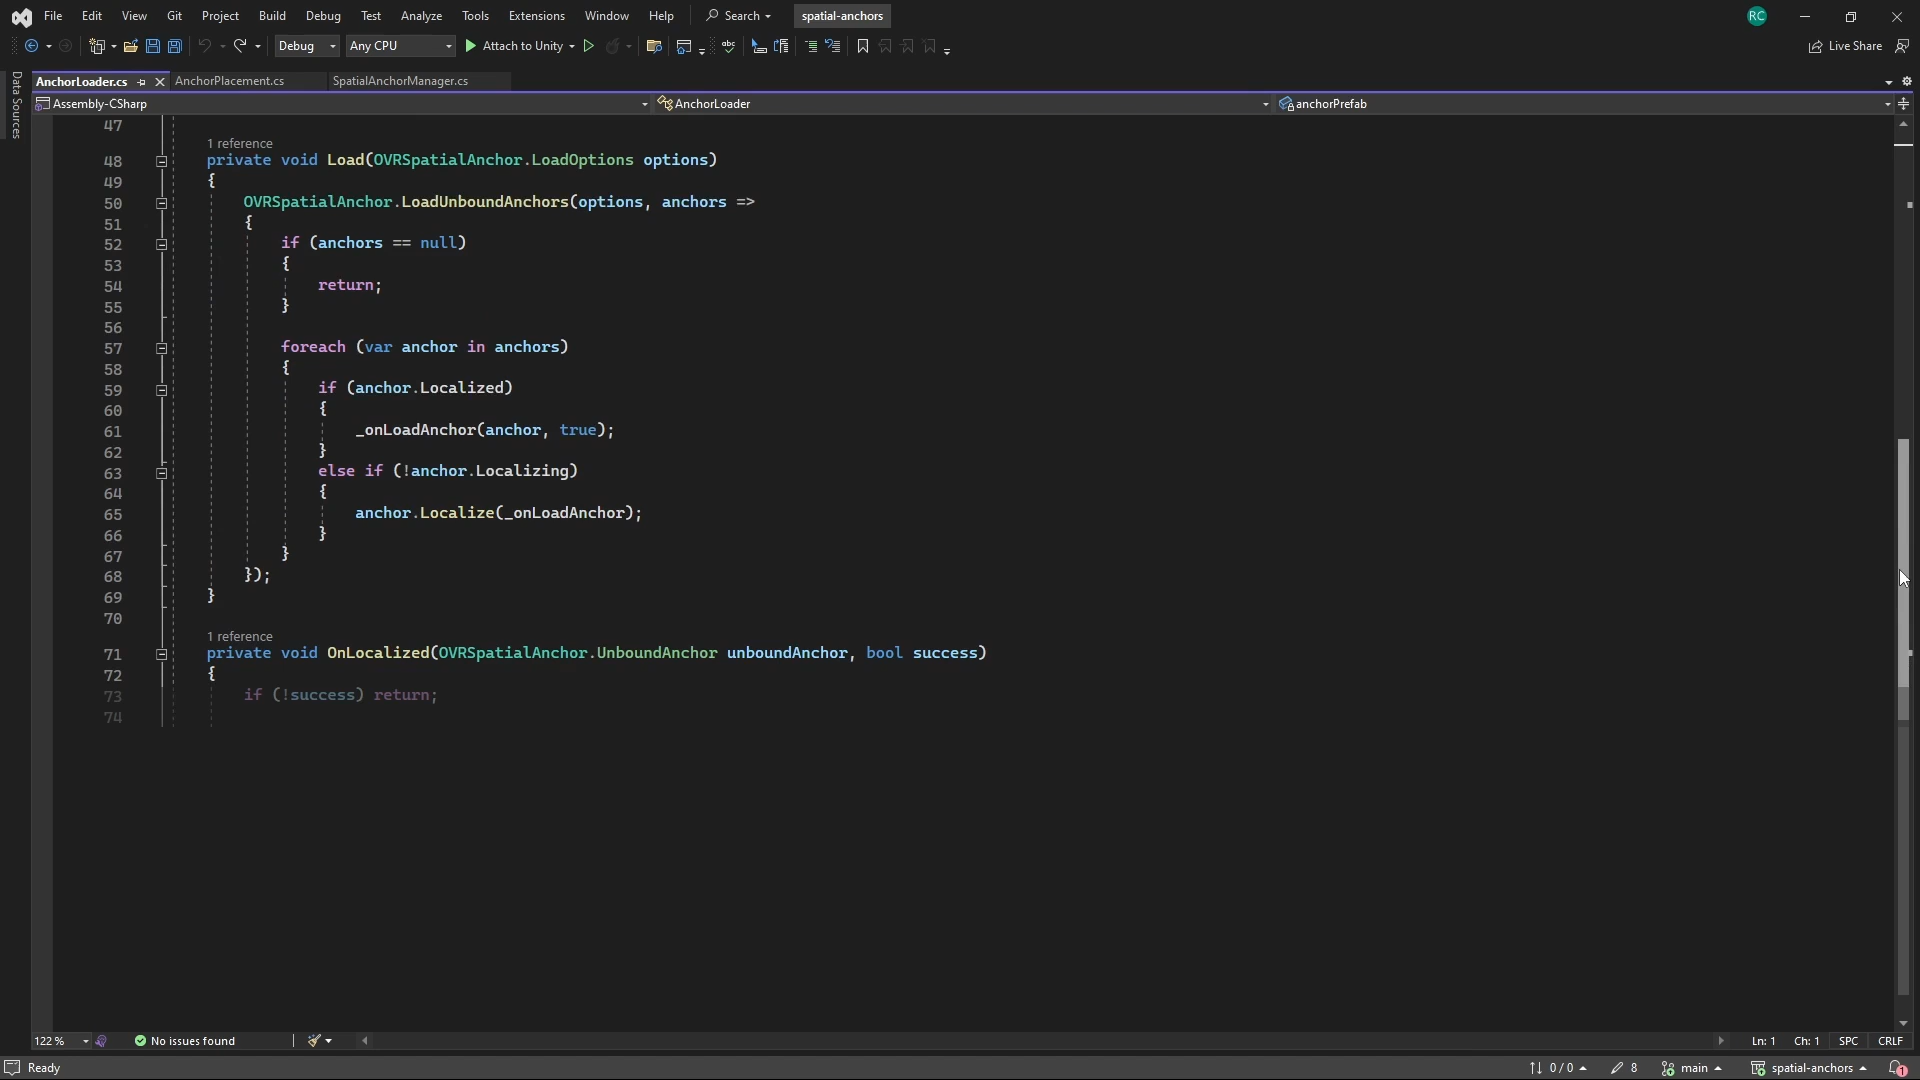 File Edit View Git Project Build Debug Test Analyze Tools Extensions Window Help Search spatial-anchors RC
Debug Any CPU Attach to Unity abc Live Share
Data Sources
AnchorLoader.cs AnchorPlacement.cs SpatialAnchorManager.cs
Assembly-CSharp AnchorLoader anchorPrefab
47
1 reference
48 private void Load(OVRSpatialAnchor.LoadOptions options)
49 {
50 OVRSpatialAnchor.LoadUnboundAnchors(options, anchors =>
51 {
52 if (anchors == null)
53 {
54 return;
55 }
56
57 foreach (var anchor in anchors)
58 {
59 if (anchor.Localized)
60 {
61 _onLoadAnchor(anchor, true);
62 }
63 else if (!anchor.Localizing)
64 {
65 anchor.Localize(_onLoadAnchor);
66 }
67 }
68 });
69 }
70
1 reference
71 private void OnLocalized(OVRSpatialAnchor.UnboundAnchor unboundAnchor, bool success)
72 {
73 if (!success) return;
74
122 % No issues found Ln: 1 Ch: 1 SPC CRLF
Ready 0 / 0 8 main spatial-anchors 1